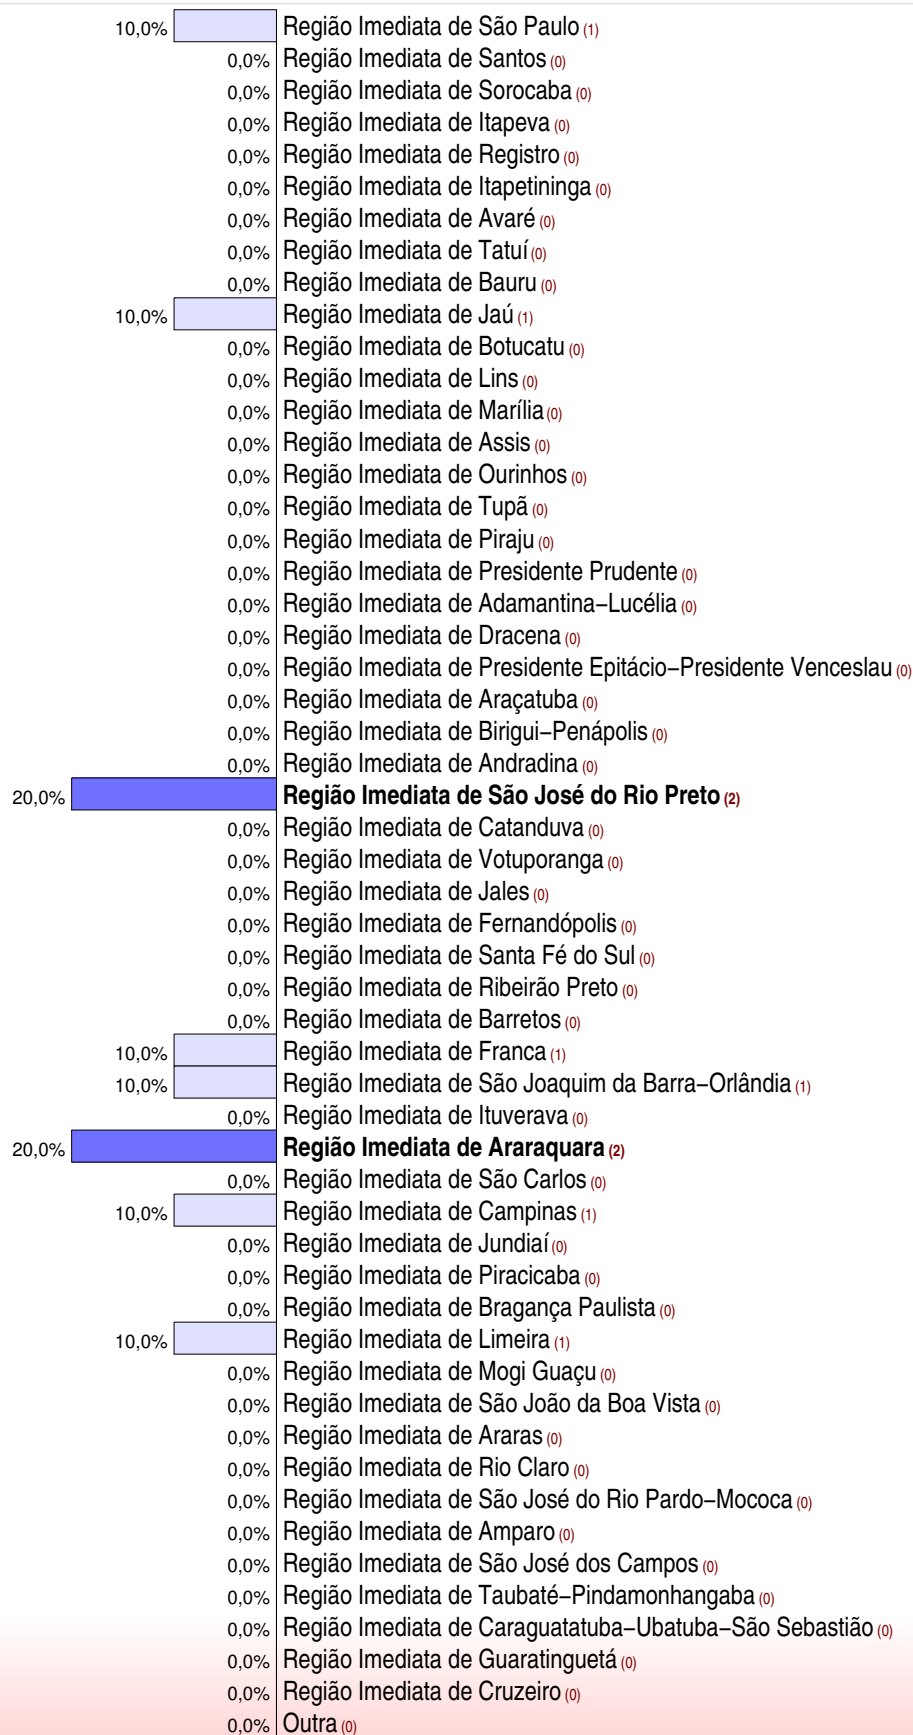 10,0% Região Imediata de São Paulo (1)
0,0% Região Imediata de Santos (0)
0,0% Região Imediata de Sorocaba (0)
0,0% Região Imediata de Itapeva (0)
0,0% Região Imediata de Registro (0)
0,0% Região Imediata de Itapetininga (0)
0,0% Região Imediata de Avaré (0)
0,0% Região Imediata de Tatuí (0)
0,0% Região Imediata de Bauru (0)
10,0% Região Imediata de Jaú (1)
0,0% Região Imediata de Botucatu (0)
0,0% Região Imediata de Lins (0)
0,0% Região Imediata de Marília (0)
0,0% Região Imediata de Assis (0)
0,0% Região Imediata de Ourinhos (0)
0,0% Região Imediata de Tupã (0)
0,0% Região Imediata de Piraju (0)
0,0% Região Imediata de Presidente Prudente (0)
0,0% Região Imediata de Adamantina−Lucélia (0)
0,0% Região Imediata de Dracena (0)
0,0% Região Imediata de Presidente Epitácio−Presidente Venceslau (0)
0,0% Região Imediata de Araçatuba (0)
0,0% Região Imediata de Birigui−Penápolis (0)
0,0% Região Imediata de Andradina (0)
20,0% Região Imediata de São José do Rio Preto (2)
0,0% Região Imediata de Catanduva (0)
0,0% Região Imediata de Votuporanga (0)
0,0% Região Imediata de Jales (0)
0,0% Região Imediata de Fernandópolis (0)
0,0% Região Imediata de Santa Fé do Sul (0)
0,0% Região Imediata de Ribeirão Preto (0)
0,0% Região Imediata de Barretos (0)
10,0% Região Imediata de Franca (1)
10,0% Região Imediata de São Joaquim da Barra−Orlândia (1)
0,0% Região Imediata de Ituverava (0)
20,0% Região Imediata de Araraquara (2)
0,0% Região Imediata de São Carlos (0)
10,0% Região Imediata de Campinas (1)
0,0% Região Imediata de Jundiaí (0)
0,0% Região Imediata de Piracicaba (0)
0,0% Região Imediata de Bragança Paulista (0)
10,0% Região Imediata de Limeira (1)
0,0% Região Imediata de Mogi Guaçu (0)
0,0% Região Imediata de São João da Boa Vista (0)
0,0% Região Imediata de Araras (0)
0,0% Região Imediata de Rio Claro (0)
0,0% Região Imediata de São José do Rio Pardo−Mococa (0)
0,0% Região Imediata de Amparo (0)
0,0% Região Imediata de São José dos Campos (0)
0,0% Região Imediata de Taubaté−Pindamonhangaba (0)
0,0% Região Imediata de Caraguatatuba−Ubatuba−São Sebastião (0)
0,0% Região Imediata de Guaratinguetá (0)
0,0% Região Imediata de Cruzeiro (0)
0,0% Outra (0)